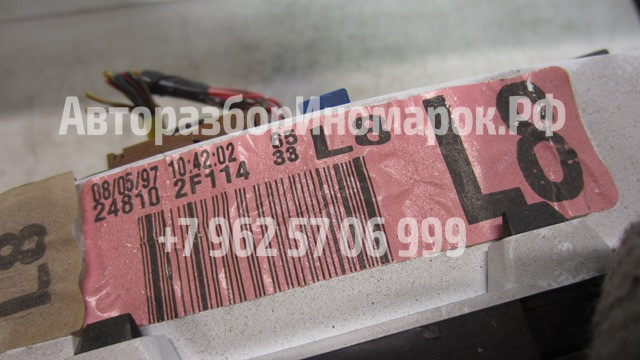 АвторазборИномарок.РФ
08/05/97 10:42:02 65 L8 L8
24810 2F114 33
+7 962 57 06 999
L8